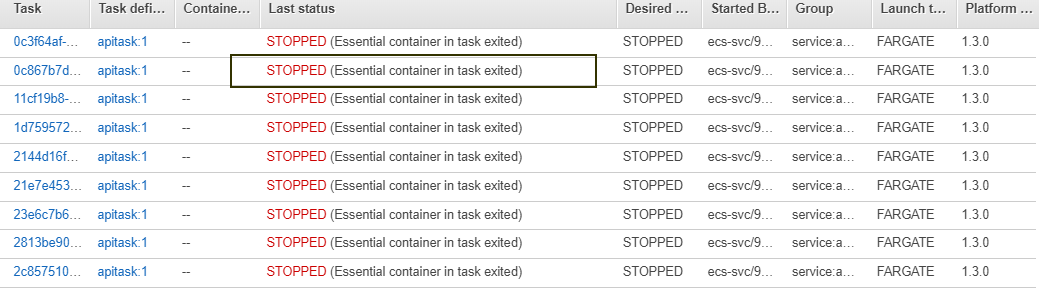 Task Task defi... Containe... Last status Desired ... Started B... Group Launch t... Platform ...
0c3f64af-... apitask:1 -- STOPPED (Essential container in task exited) STOPPED ecs-svc/9... service:a... FARGATE 1.3.0
0c867b7d... apitask:1 -- STOPPED (Essential container in task exited) STOPPED ecs-svc/9... service:a... FARGATE 1.3.0
11cf19b8-... apitask:1 -- STOPPED (Essential container in task exited) STOPPED ecs-svc/9... service:a... FARGATE 1.3.0
1d759572... apitask:1 -- STOPPED (Essential container in task exited) STOPPED ecs-svc/9... service:a... FARGATE 1.3.0
2144d16f... apitask:1 -- STOPPED (Essential container in task exited) STOPPED ecs-svc/9... service:a... FARGATE 1.3.0
21e7e453... apitask:1 -- STOPPED (Essential container in task exited) STOPPED ecs-svc/9... service:a... FARGATE 1.3.0
23e6c7b6... apitask:1 -- STOPPED (Essential container in task exited) STOPPED ecs-svc/9... service:a... FARGATE 1.3.0
2813be90... apitask:1 -- STOPPED (Essential container in task exited) STOPPED ecs-svc/9... service:a... FARGATE 1.3.0
2c857510... apitask:1 -- STOPPED (Essential container in task exited) STOPPED ecs-svc/9... service:a... FARGATE 1.3.0